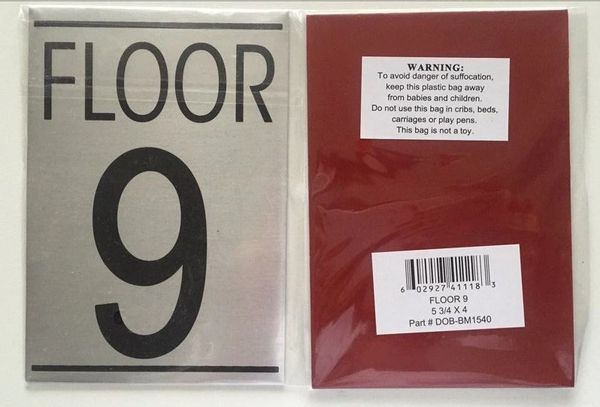 FLOOR
9
WARNING:
To avoid danger of suffocation,
keep this plastic bag away
from babies and children.
Do not use this bag in cribs, beds,
carriages or play pens.
This bag is not a toy.
6 02927 41118 3
FLOOR 9
5 3/4 X 4
Part # DOB-BM1540